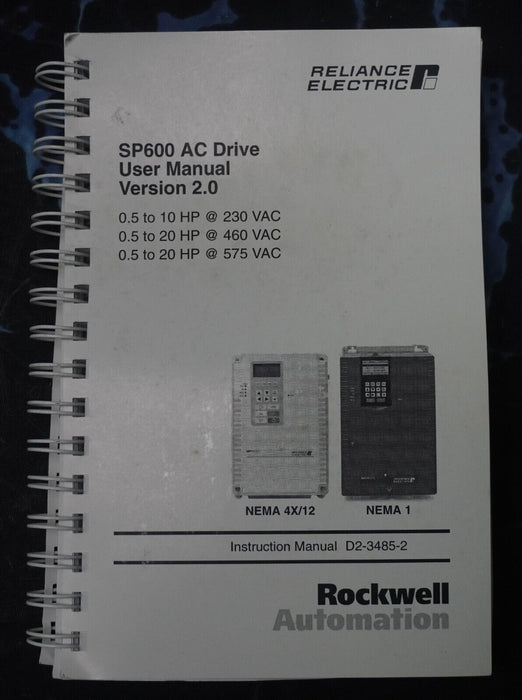 RELIANCE
ELECTRIC
SP600 AC Drive
User Manual
Version 2.0
0.5 to 10 HP @ 230 VAC
0.5 to 20 HP @ 460 VAC
0.5 to 20 HP @ 575 VAC
NEMA 4X/12
NEMA 1
Instruction Manual D2-3485-2
Rockwell
Automation